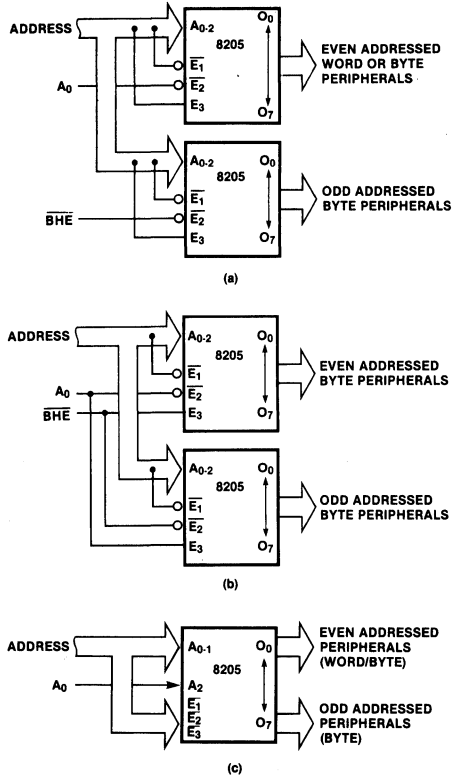 ADDRESS
A0-2
O0
8205
E1
A0
E2
E3
O7
EVEN ADDRESSED
WORD OR BYTE
PERIPHERALS
A0-2
O0
8205
E1
BHE
E2
E3
O7
ODD ADDRESSED
BYTE PERIPHERALS
(a)
ADDRESS
A0-2
O0
8205
E1
A0
E2
BHE
E3
O7
EVEN ADDRESSED
BYTE PERIPHERALS
A0-2
O0
8205
E1
E2
E3
O7
ODD ADDRESSED
BYTE PERIPHERALS
(b)
ADDRESS
A0-1
O0
8205
A0
A2
E1
E2
E3
O7
EVEN ADDRESSED
PERIPHERALS
(WORD/BYTE)
ODD ADDRESSED
PERIPHERALS
(BYTE)
(c)